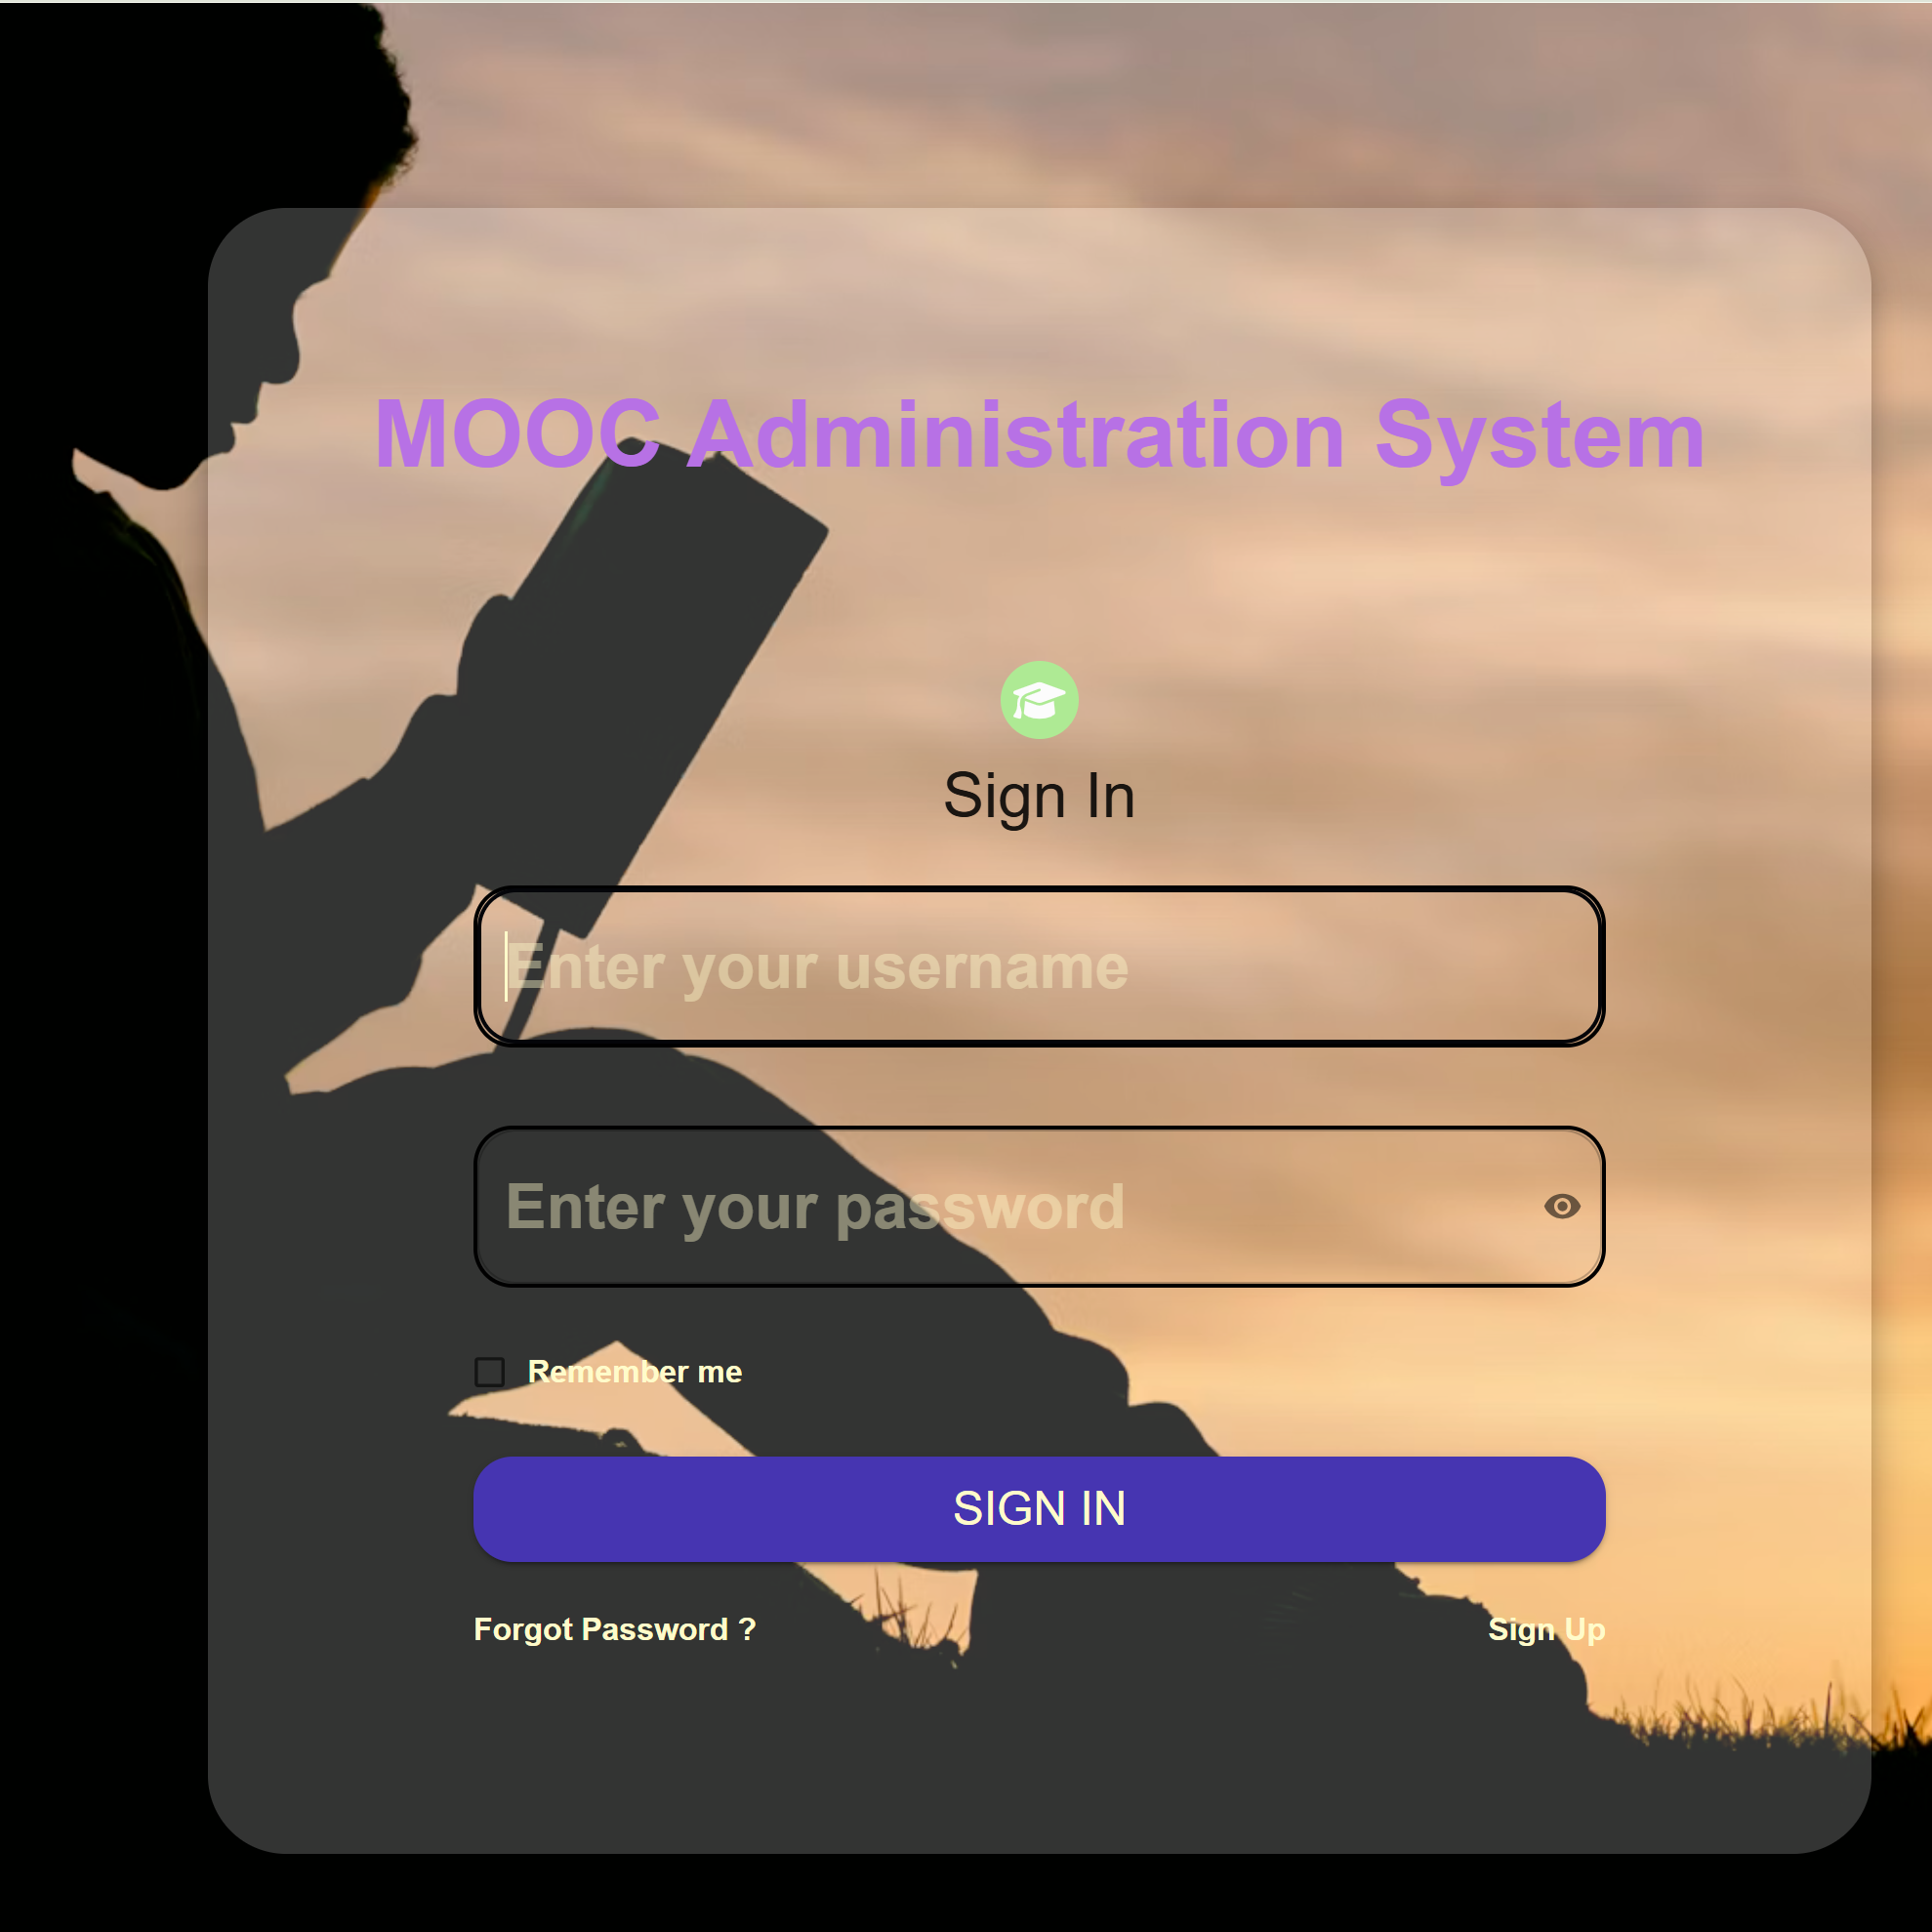 MOOC Administration System
Sign In
Enter your username
Enter your password
Remember me
SIGN IN
Forgot Password ?
Sign Up